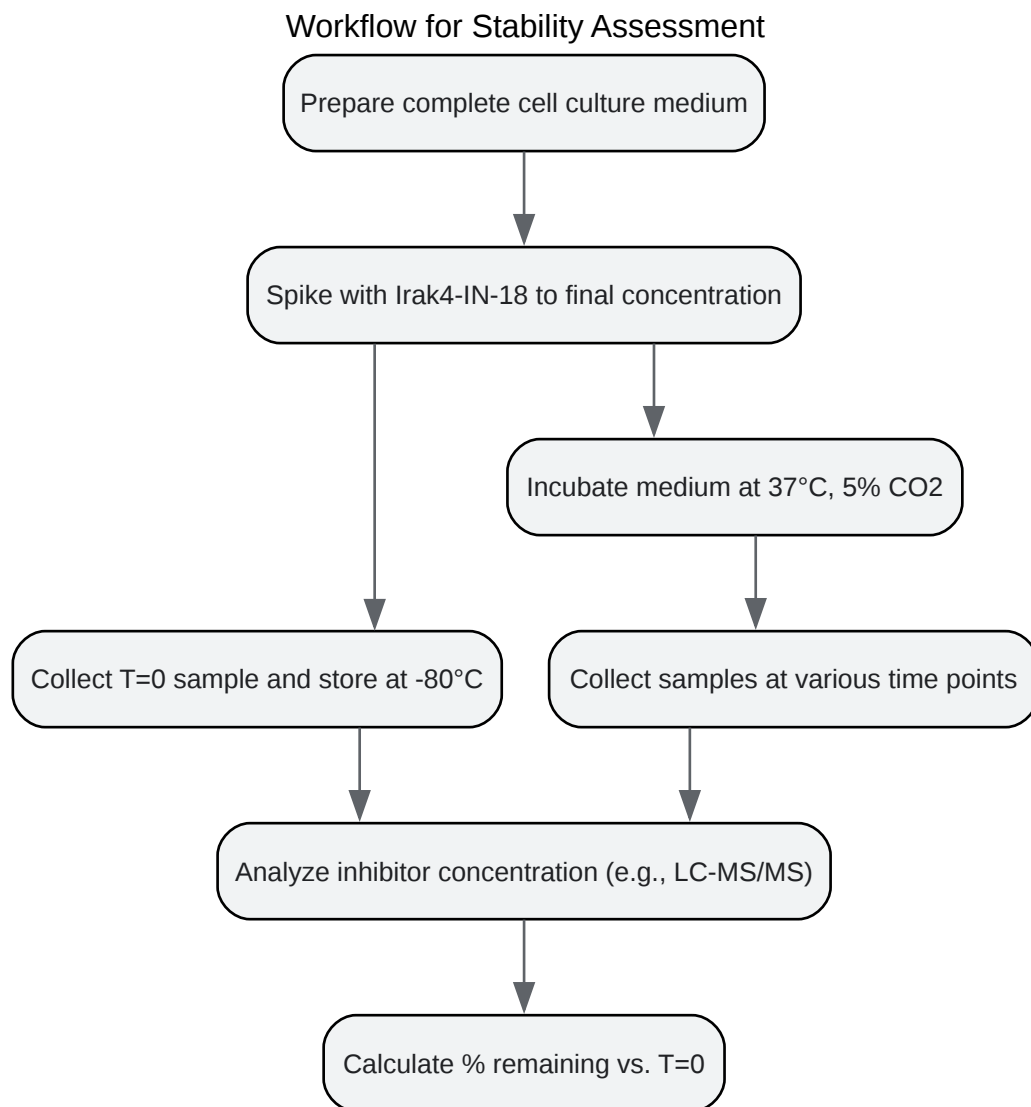 Workflow for Stability Assessment
Prepare complete cell culture medium
Spike with Irak4-IN-18 to final concentration
Incubate medium at 37°C, 5% CO2
Collect T=0 sample and store at -80°C
Collect samples at various time points
Analyze inhibitor concentration (e.g., LC-MS/MS)
Calculate % remaining vs. T=0